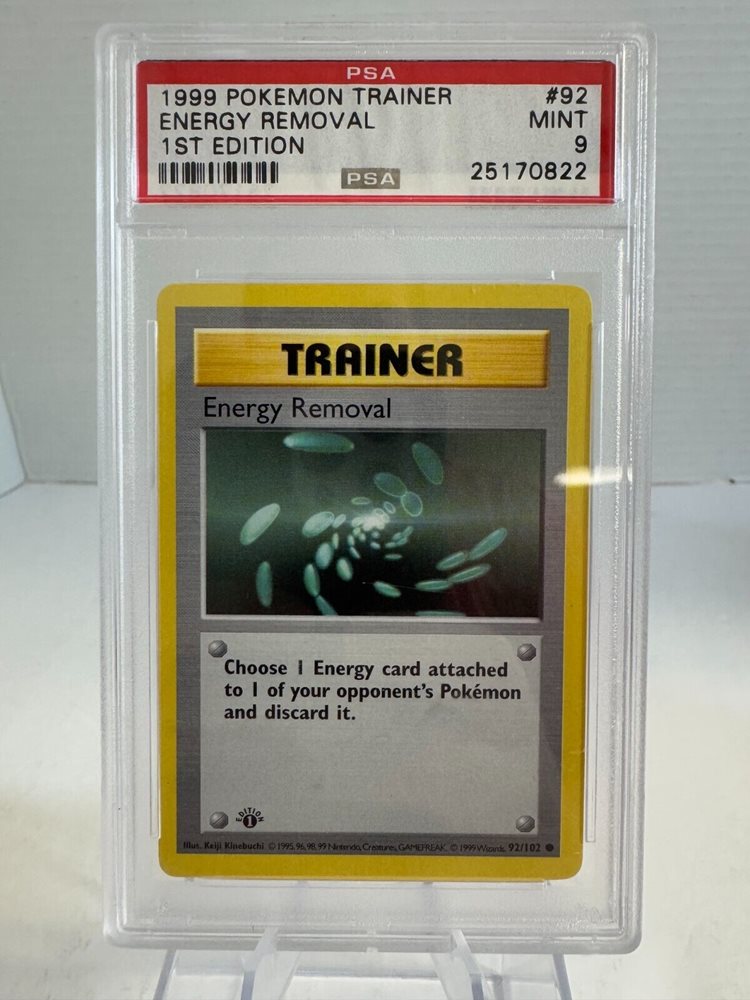 PSA
1999 POKEMON TRAINER #92
ENERGY REMOVAL MINT
1ST EDITION 9
PSA 25170822
TRAINER
Energy Removal
Choose 1 Energy card attached
to 1 of your opponent's Pokémon
and discard it.
EDITION
1
Illus. Keiji Kinebuchi © 1995, 96, 98, 99 Nintendo, Creatures, GAMEFREAK. © 1999 Wizards. 92/102